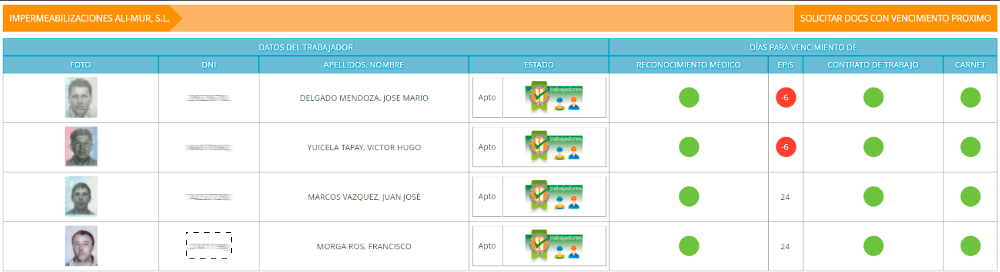 IMPERMEABILIZACIONES ALI-MUR, S.L. SOLICITAR DOCS CON VENCIMIENTO PROXIMO
DATOS DEL TRABAJADOR DÍAS PARA VENCIMIENTO DE
FOTO DNI APELLIDOS, NOMBRE ESTADO RECONOCIMIENTO MÉDICO EPIS CONTRATO DE TRABAJO CARNET
DELGADO MENDOZA, JOSE MARIO Apto trabajadores -6
YUICELA TAPAY, VICTOR HUGO Apto trabajadores -6
MARCOS VAZQUEZ, JUAN JOSÉ Apto trabajadores 24
MORGA ROS, FRANCISCO Apto trabajadores 24